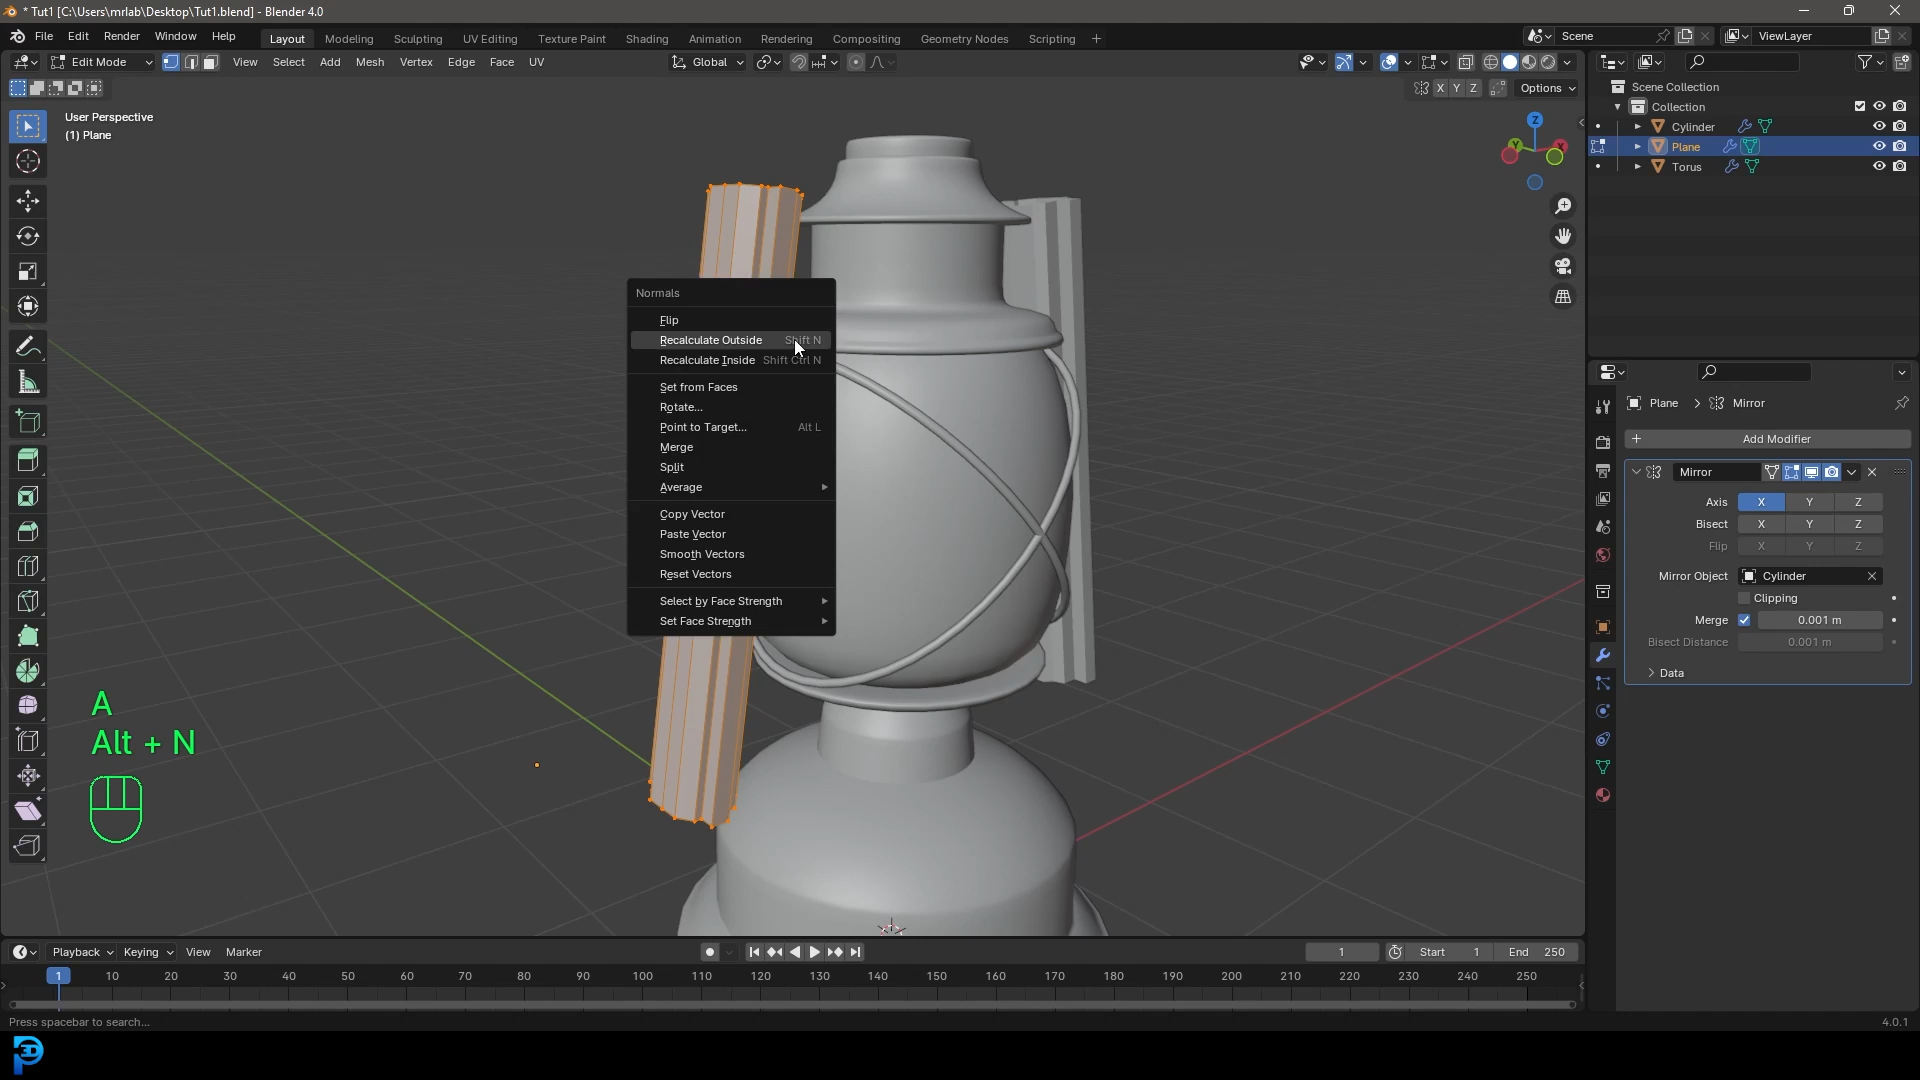 * Tut1 [C:\Users\mrlab\Desktop\Tut1.blend] - Blender 4.0
File Edit Render Window Help Layout Modeling Sculpting UV Editing Texture Paint Shading Animation Rendering Compositing Geometry Nodes Scripting + Scene ViewLayer
Edit Mode View Select Add Mesh Vertex Edge Face UV Global
X Y Z Options
User Perspective
(1) Plane
Z
Y
X
Scene Collection
Collection
Cylinder
Plane
Torus
Normals
Flip
Recalculate Outside Shift N
Recalculate Inside Shift Ctrl N
Set from Faces
Rotate...
Point to Target... Alt L
Merge
Split
Average
Copy Vector
Paste Vector
Smooth Vectors
Reset Vectors
Select by Face Strength
Set Face Strength
A
Alt + N
Plane > Mirror
+ Add Modifier
Mirror
Axis X Y Z
Bisect X Y Z
Flip X Y Z
Mirror Object Cylinder
Clipping
Merge 0.001 m
Bisect Distance 0.001 m
> Data
Playback Keying View Marker 1 Start 1 End 250
1 10 20 30 40 50 60 70 80 90 100 110 120 130 140 150 160 170 180 190 200 210 220 230 240 250
Press spacebar to search... 4.0.1